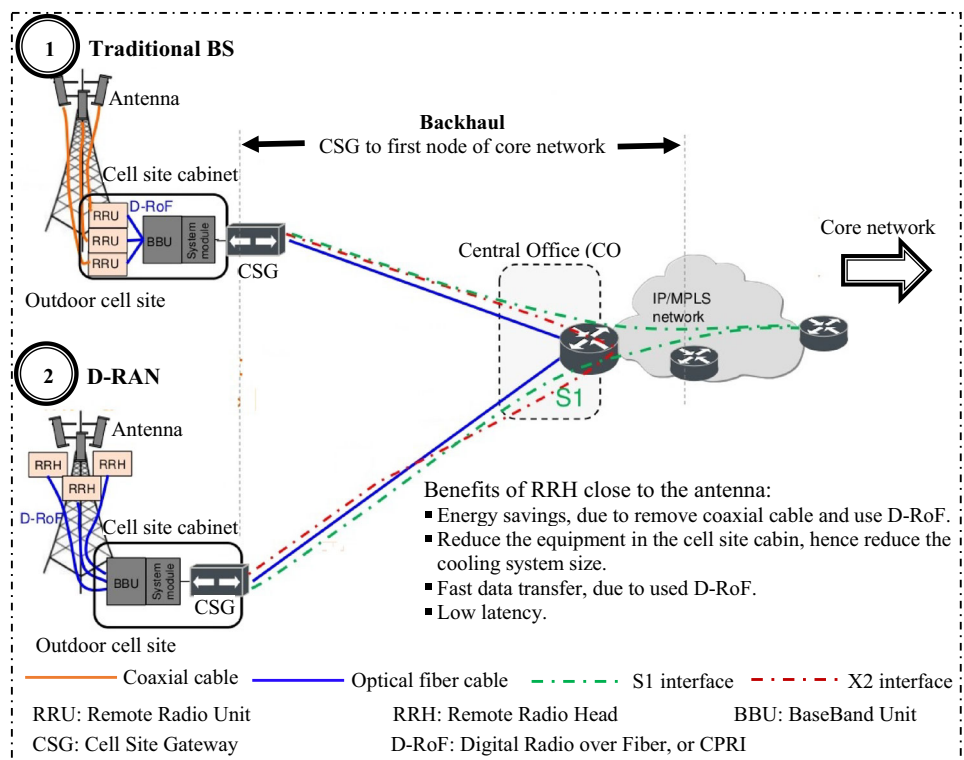 1
Traditional BS
Antenna
Backhaul
CSG to first node of core network
Cell site cabinet
D-RoF
RRU
RRU
RRU
BBU
System
module
CSG
Outdoor cell site
Central Office (CO
IP/MPLS
network
Core network
S1
2
D-RAN
Antenna
RRH
RRH
RRH
D-RoF
Cell site cabinet
BBU
System
module
CSG
Outdoor cell site
Benefits of RRH close to the antenna:
▪ Energy savings, due to remove coaxial cable and use D-RoF.
▪ Reduce the equipment in the cell site cabin, hence reduce the
cooling system size.
▪ Fast data transfer, due to used D-RoF.
▪ Low latency.
Coaxial cable
Optical fiber cable
S1 interface
X2 interface
RRU: Remote Radio Unit
RRH: Remote Radio Head
BBU: BaseBand Unit
CSG: Cell Site Gateway
D-RoF: Digital Radio over Fiber, or CPRI